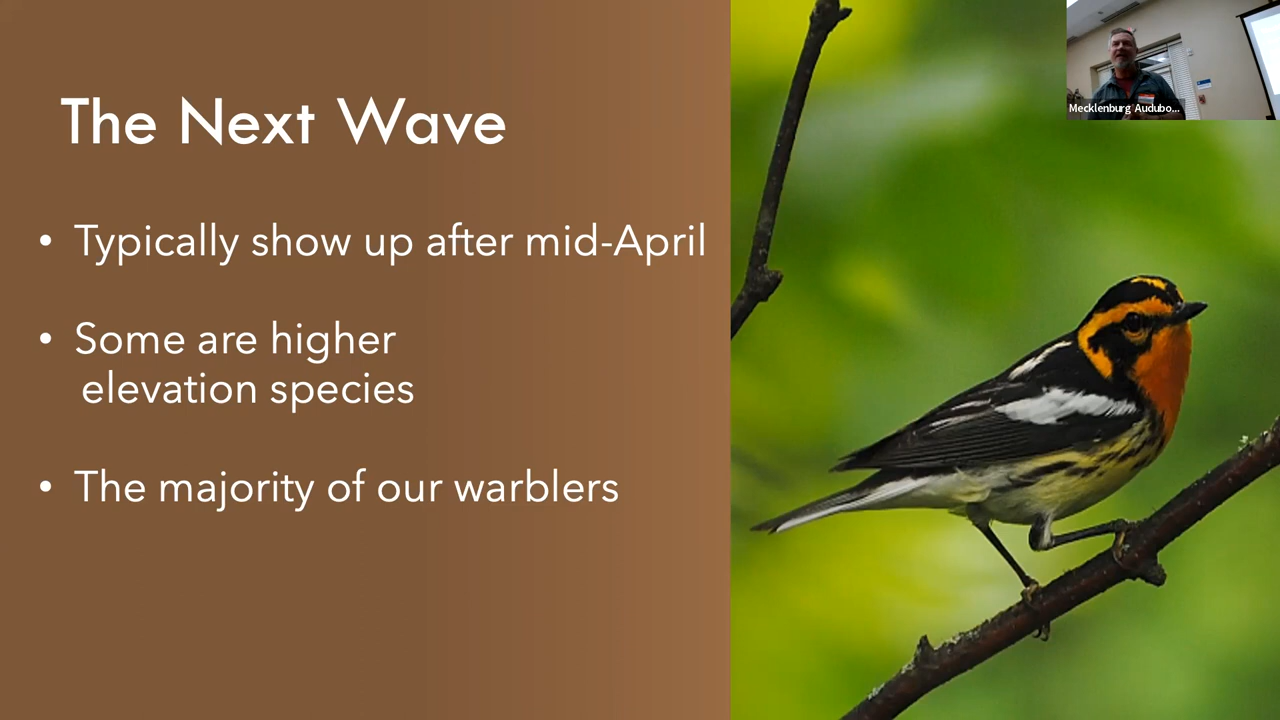 The Next Wave
• Typically show up after mid-April
• Some are higher
elevation species
• The majority of our warblers
Mecklenburg Audubo...